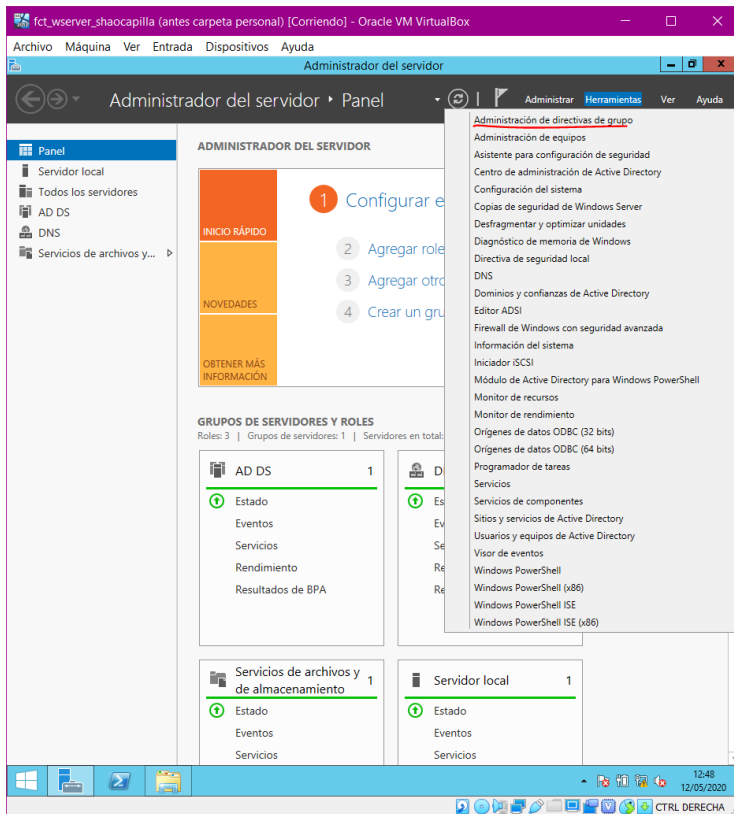 fct_wserver_shaocapilla (antes carpeta personal) [Corriendo] - Oracle VM VirtualBox
Archivo Máquina Ver Entrada Dispositivos Ayuda
Administrador del servidor
Administrador del servidor ‣ Panel
Administrar Herramientas Ver Ayuda
Panel
Servidor local
Todos los servidores
AD DS
DNS
Servicios de archivos y...
ADMINISTRADOR DEL SERVIDOR
INICIO RÁPIDO
NOVEDADES
OBTENER MÁS
INFORMACIÓN
1 Configurar e
2 Agregar role
3 Agregar otro
4 Crear un gru
GRUPOS DE SERVIDORES Y ROLES
Roles: 3 | Grupos de servidores: 1 | Servidores en total:
AD DS 1
Estado
Eventos
Servicios
Rendimiento
Resultados de BPA
D
Es
Ev
Se
Re
Re
Servicios de archivos y
de almacenamiento
1
Estado
Eventos
Servicios
Servidor local 1
Estado
Eventos
Servicios
Administración de directivas de grupo
Administración de equipos
Asistente para configuración de seguridad
Centro de administración de Active Directory
Configuración del sistema
Copias de seguridad de Windows Server
Desfragmentar y optimizar unidades
Diagnóstico de memoria de Windows
Directiva de seguridad local
DNS
Dominios y confianzas de Active Directory
Editor ADSI
Firewall de Windows con seguridad avanzada
Información del sistema
Iniciador iSCSI
Módulo de Active Directory para Windows PowerShell
Monitor de recursos
Monitor de rendimiento
Orígenes de datos ODBC (32 bits)
Orígenes de datos ODBC (64 bits)
Programador de tareas
Servicios
Servicios de componentes
Sitios y servicios de Active Directory
Usuarios y equipos de Active Directory
Visor de eventos
Windows PowerShell
Windows PowerShell (x86)
Windows PowerShell ISE
Windows PowerShell ISE (x86)
12:48
12/05/2020
CTRL DERECHA